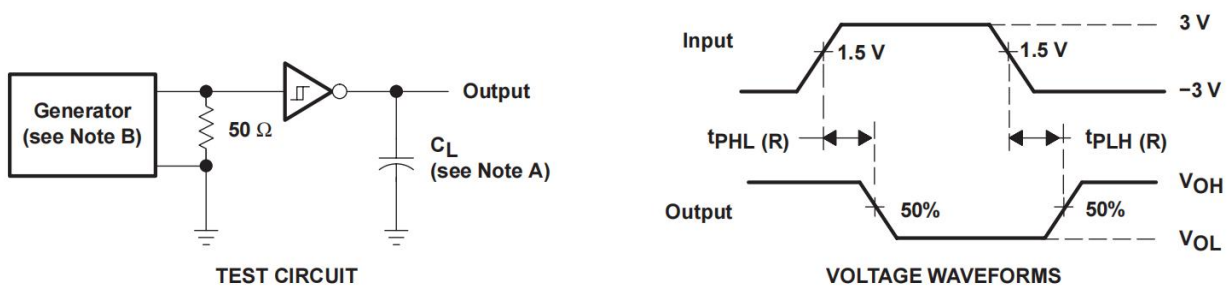 Generator
(see Note B)
50 Ω
Output
CL
(see Note A)
TEST CIRCUIT
Input
1.5 V
1.5 V
3 V
−3 V
tPHL (R)
tPLH (R)
Output
50%
50%
VOH
VOL
VOLTAGE WAVEFORMS